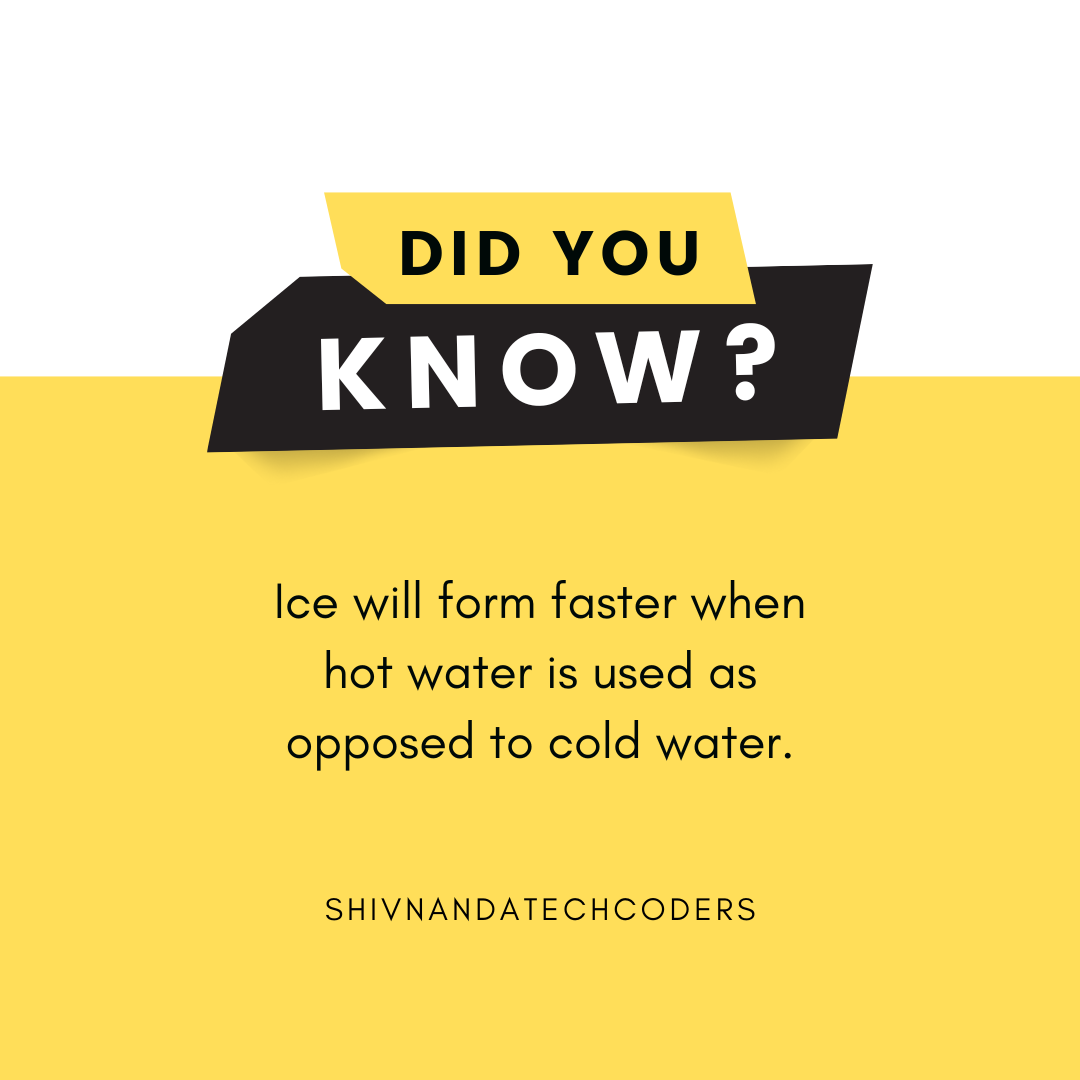 DID YOU
KNOW?
Ice will form faster when
hot water is used as
opposed to cold water.
SHIVNANDATECHCODERS